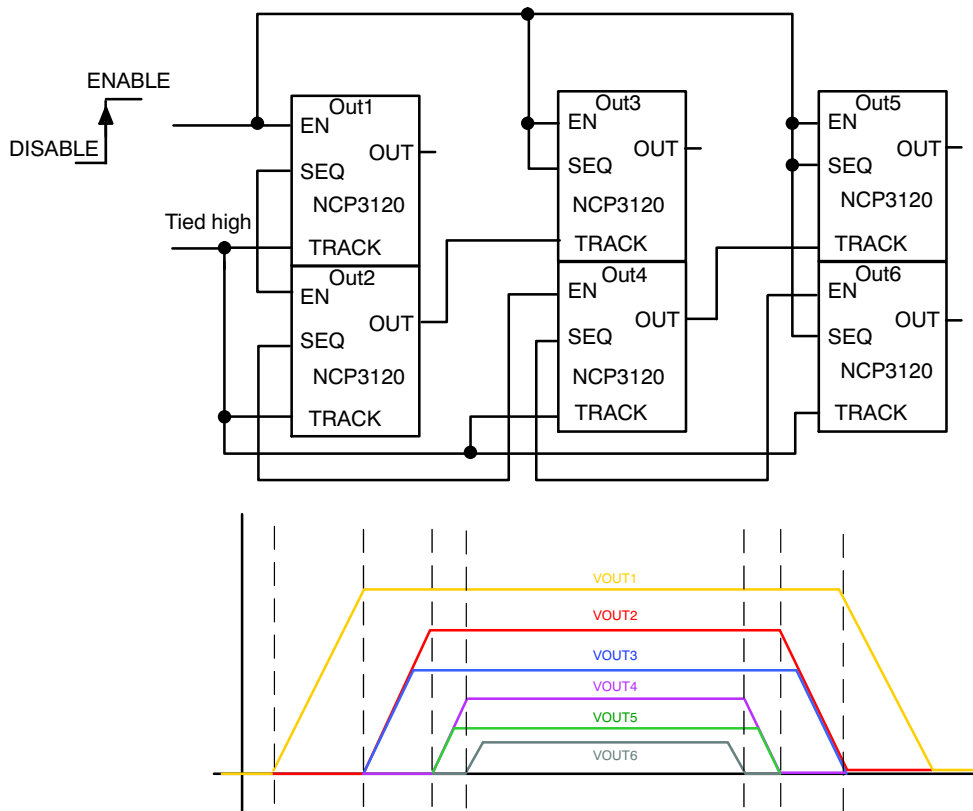 ENABLE
DISABLE
Tied high
Out1
EN
OUT
SEQ
NCP3120
TRACK
Out2
EN
OUT
SEQ
NCP3120
TRACK
Out3
EN
OUT
SEQ
NCP3120
TRACK
Out4
EN
OUT
SEQ
NCP3120
TRACK
Out5
EN
OUT
SEQ
NCP3120
TRACK
Out6
EN
OUT
SEQ
NCP3120
TRACK
VOUT1
VOUT2
VOUT3
VOUT4
VOUT5
VOUT6